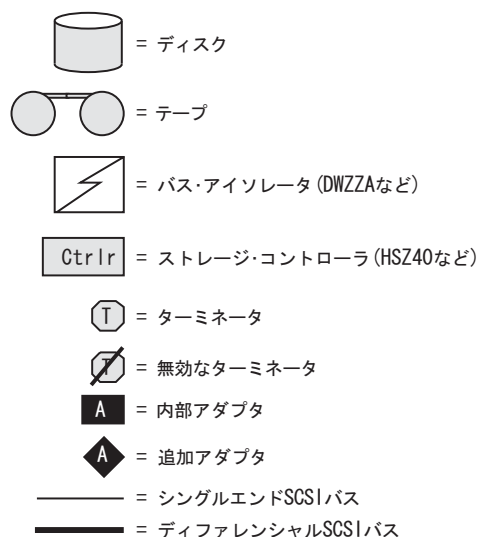 = ディスク
= テープ
= バス・アイソレータ(DWZZAなど)
Ctrlr = ストレージ・コントローラ(HSZ40など)
T = ターミネータ
T = 無効なターミネータ
A = 内部アダプタ
A = 追加アダプタ
= シングルエンドSCSIバス
= ディファレンシャルSCSIバス